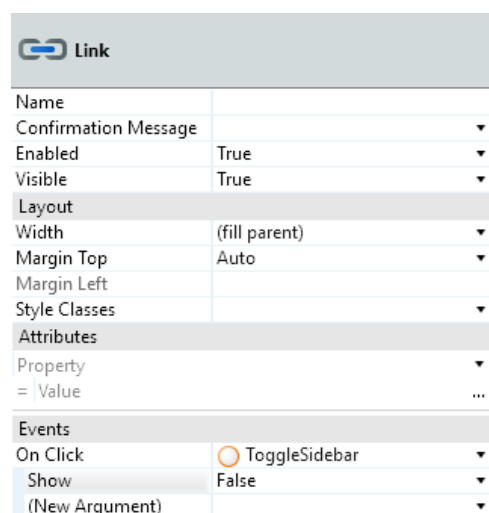 Link
Name
Confirmation Message
Enabled True
Visible True
Layout
Width (fill parent)
Margin Top Auto
Margin Left
Style Classes
Attributes
Property
= Value ...
Events
On Click ToggleSidebar
Show False
(New Argument)